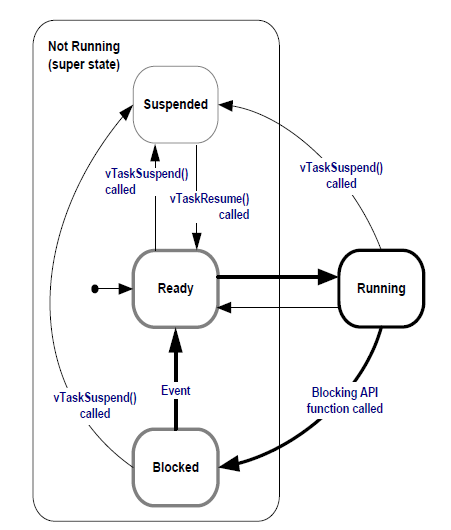 Not Running
(super state)
Suspended
vTaskSuspend()
called
vTaskSuspend()
called
vTaskResume()
called
Ready
Running
Event
Blocking API
function called
vTaskSuspend()
called
Blocked